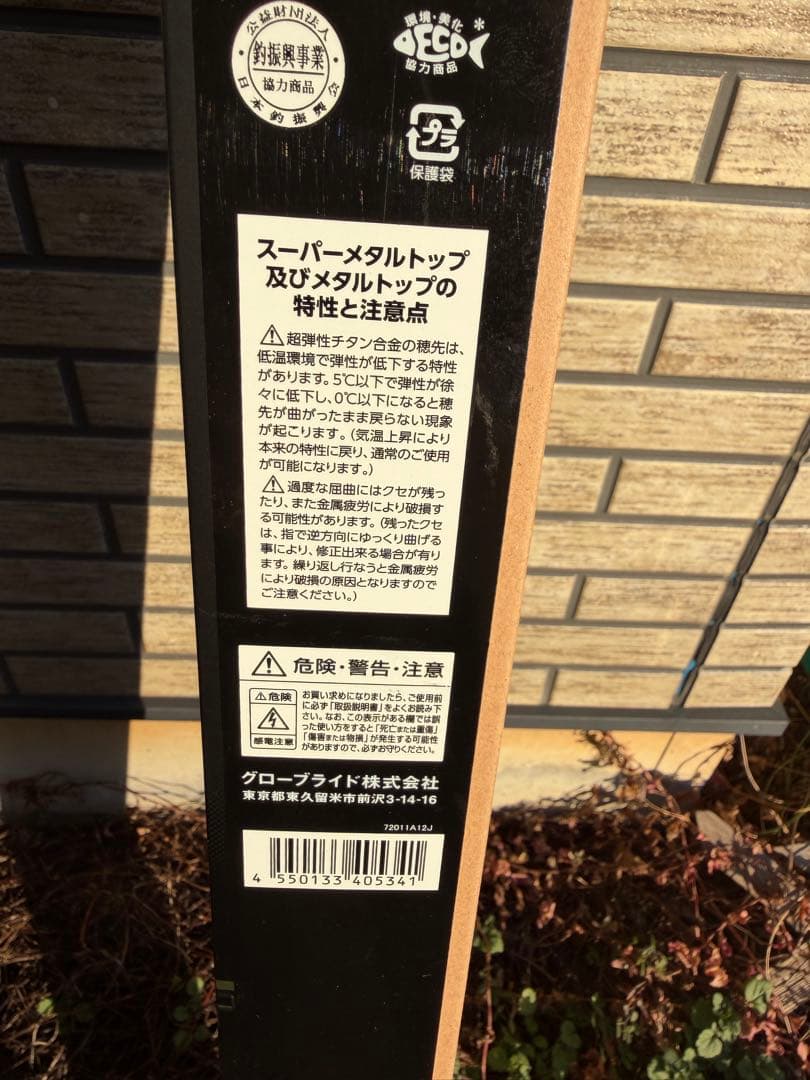 公益財団法人
釣振興事業
協力商品
日本釣振興会
環境・美化
DECO
協力商品
プラ
保護袋
スーパーメタルトップ
及びメタルトップの
特性と注意点
⚠超弾性チタン合金の穂先は、
低温環境で弾性が低下する特性
があります。5℃以下で弾性が徐
々に低下し、0℃以下になると穂
先が曲がったまま戻らない現象
が起こります。(気温上昇により
本来の特性に戻り、通常のご使用
が可能になります。)
⚠過度な屈曲にはクセが残っ
たり、また金属疲労により破損す
る可能性があります。(残ったクセ
は、指で逆方向にゆっくり曲げる
事により、修正出来る場合が有り
ます。繰り返し行なうと金属疲労
により破損の原因となりますので
ご注意ください。)
⚠危険・警告・注意
⚠危険
感電注意
お買い求めになりましたら、ご使用前
に必ず「取扱説明書」をよくお読み下
さい。なお、この表示がある欄では誤
った使い方をすると「死亡または重傷」
「傷害または物損」が発生する可能性
がありますので、必ずお守りください。
グローブライド株式会社
東京都東久留米市前沢3-14-16
72011A12J
4 550133 405341